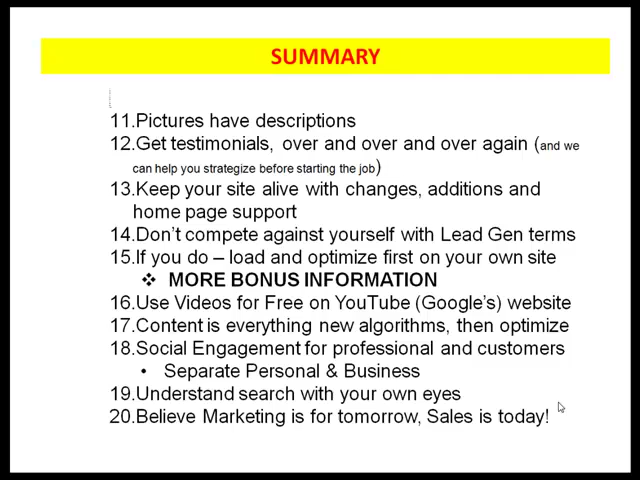 SUMMARY
11.Pictures have descriptions
12.Get testimonials, over and over and over again (and we
can help you strategize before starting the job)
13.Keep your site alive with changes, additions and
home page support
14.Don't compete against yourself with Lead Gen terms
15.If you do – load and optimize first on your own site
❖ MORE BONUS INFORMATION
16.Use Videos for Free on YouTube (Google's) website
17.Content is everything new algorithms, then optimize
18.Social Engagement for professional and customers
• Separate Personal & Business
19.Understand search with your own eyes
20.Believe Marketing is for tomorrow, Sales is today!